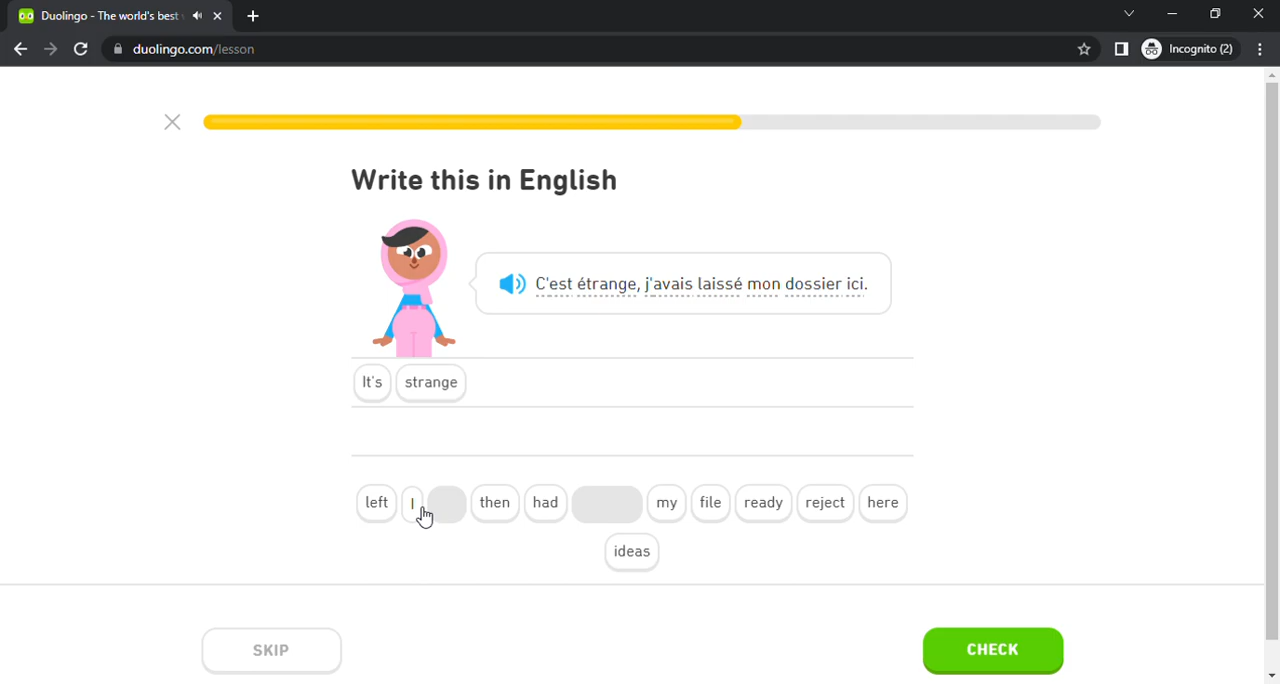 Duolingo - The world's best
duolingo.com/lesson
Incognito (2)
Write this in English
C'est étrange, j'avais laissé mon dossier ici.
It's strange
left I then had my file ready reject here
ideas
SKIP
CHECK